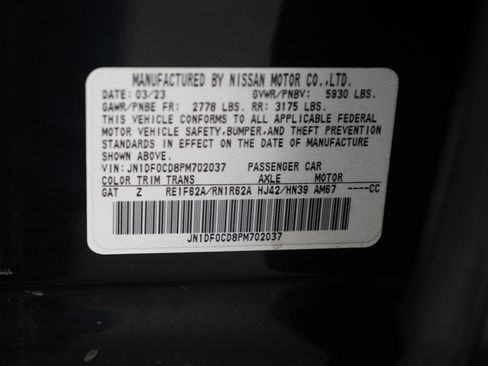 MANUFACTURED BY NISSAN MOTOR CO.,LTD.
DATE: 03/23 GVWR/PNBV: 5930 LBS.
GAWR/PNBE FR: 2778 LBS. RR: 3175 LBS.
THIS VEHICLE CONFORMS TO ALL APPLICABLE FEDERAL
MOTOR VEHICLE SAFETY,BUMPER,AND THEFT PREVENTION
STANDARDS IN EFFECT ON THE DATE OF MANUFACTURE
SHOWN ABOVE.
VIN:JN1DF0CD8PM702037 PASSENGER CAR
COLOR TRIM TRANS AXLE MOTOR
GAT Z RE1F62A/RN1R62A HJ42/HN39 AM67 ----CC
JN1DF0CD8PM702037